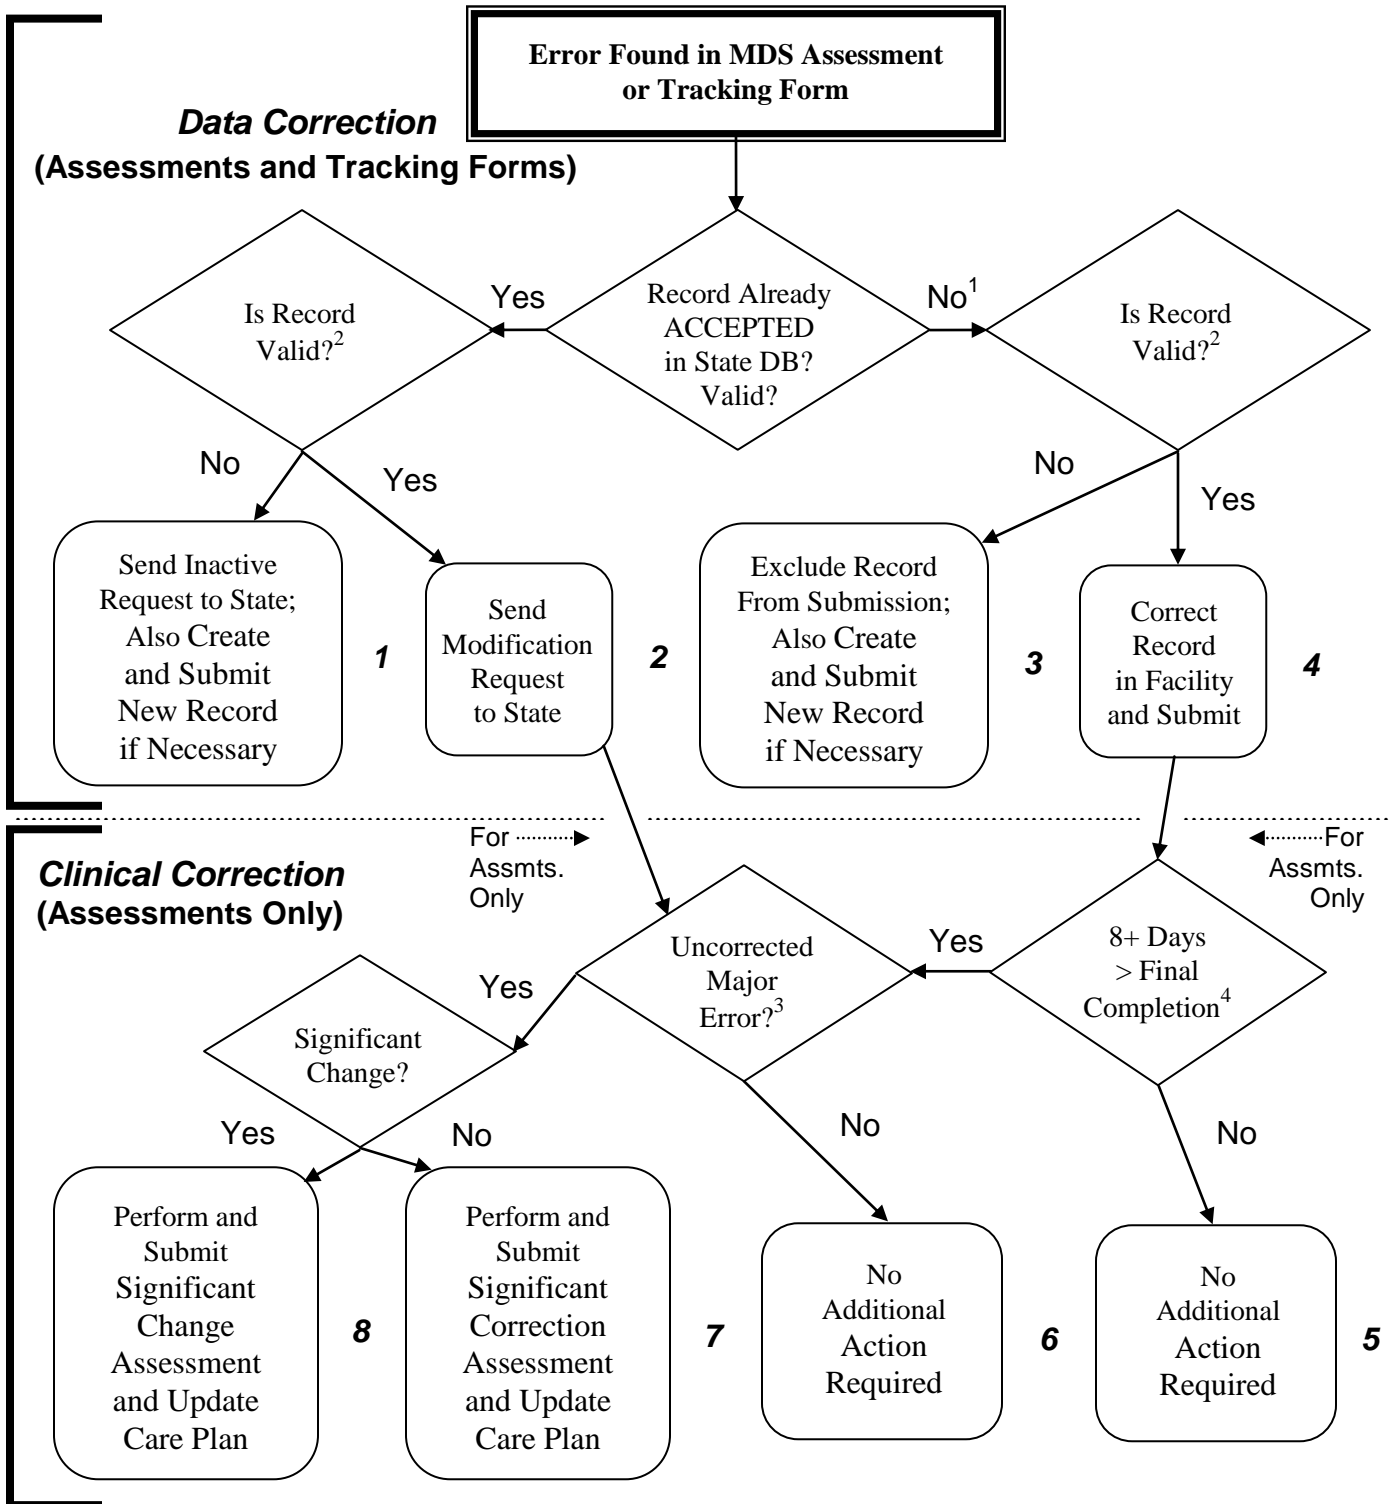 Error Found in MDS Assessment
or Tracking Form
Data Correction
(Assessments and Tracking Forms)
Is Record
Valid?2
Yes
Record Already
ACCEPTED
in State DB?
Valid?
No1
Is Record
Valid?2
No
Yes
No
Yes
Send Inactive
Request to State;
Also Create
and Submit
New Record
if Necessary
1
Send
Modification
Request
to State
2
Exclude Record
From Submission;
Also Create
and Submit
New Record
if Necessary
3
Correct
Record
in Facility
and Submit
4
For
Assmts.
Only
For
Assmts.
Only
Clinical Correction
(Assessments Only)
Significant
Change?
Yes
Uncorrected
Major
Error?3
Yes
8+ Days
> Final
Completion4
Yes
No
No
No
Perform and
Submit
Significant
Change
Assessment
and Update
Care Plan
8
Perform and
Submit
Significant
Correction
Assessment
and Update
Care Plan
7
No
Additional
Action
Required
6
No
Additional
Action
Required
5